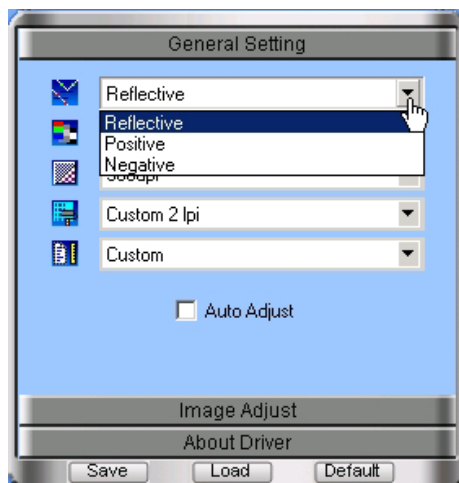 General Setting
Reflective
Reflective
Positive
Negative
Custom 2 lpi
Custom
Auto Adjust
Image Adjust
About Driver
Save Load Default